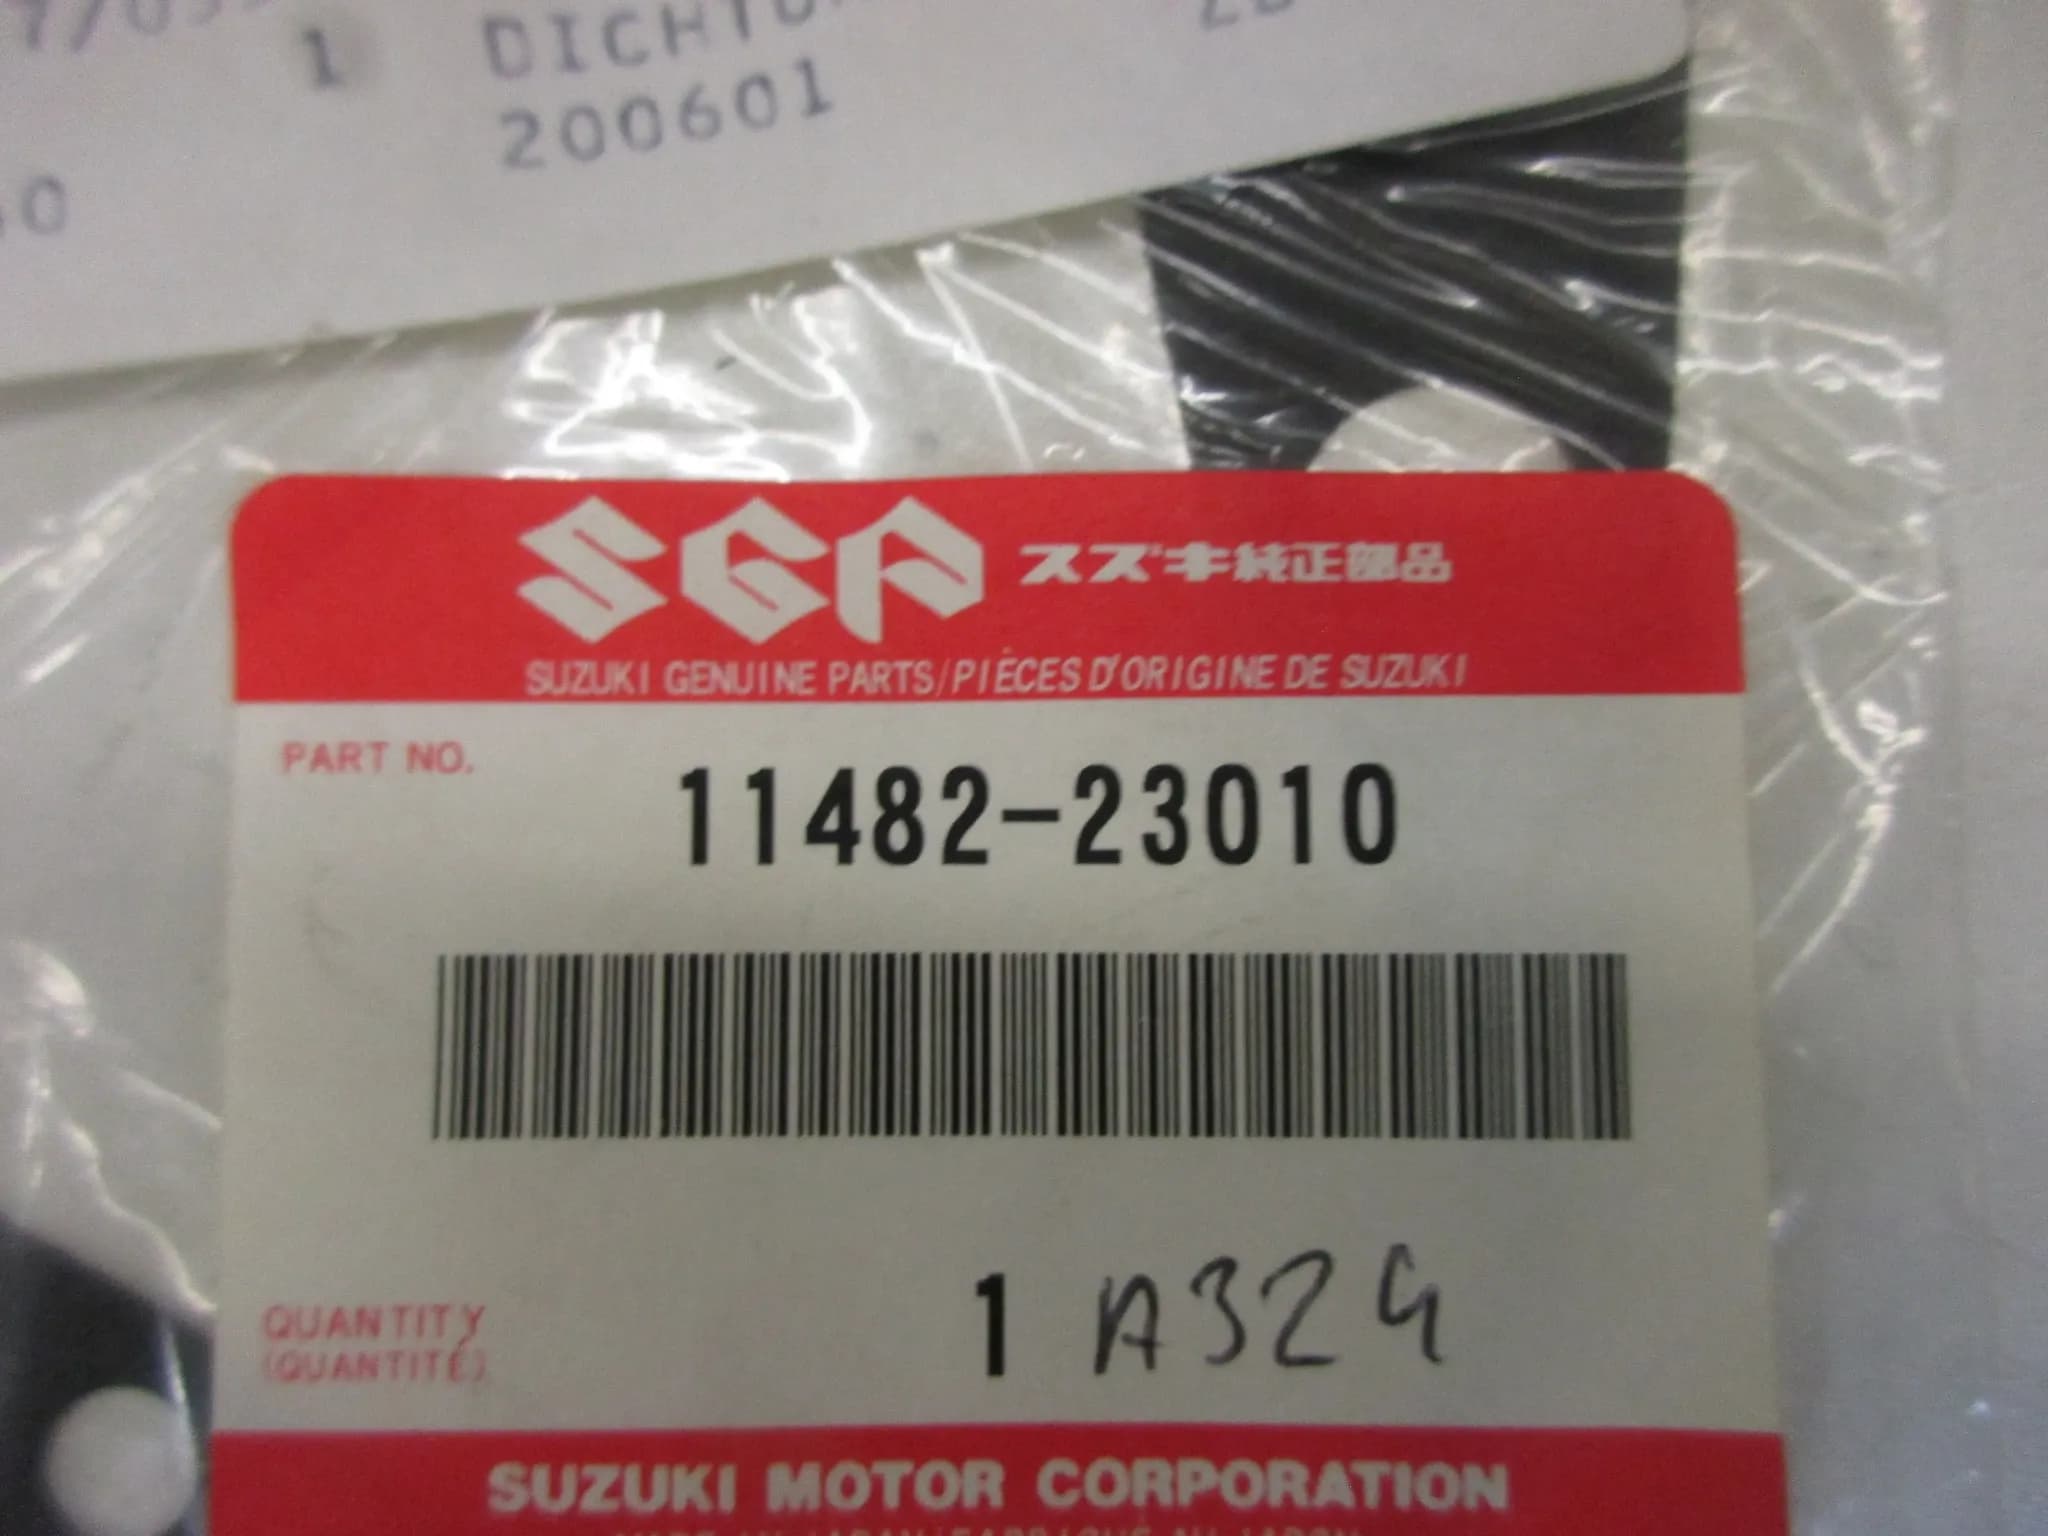 1
200601
SGP スズキ純正部品
SUZUKI GENUINE PARTS/PIÈCES D'ORIGINE DE SUZUKI
PART NO.
11482-23010
QUANTITY
1 A324
(QUANTITÉ)
SUZUKI MOTOR CORPORATION